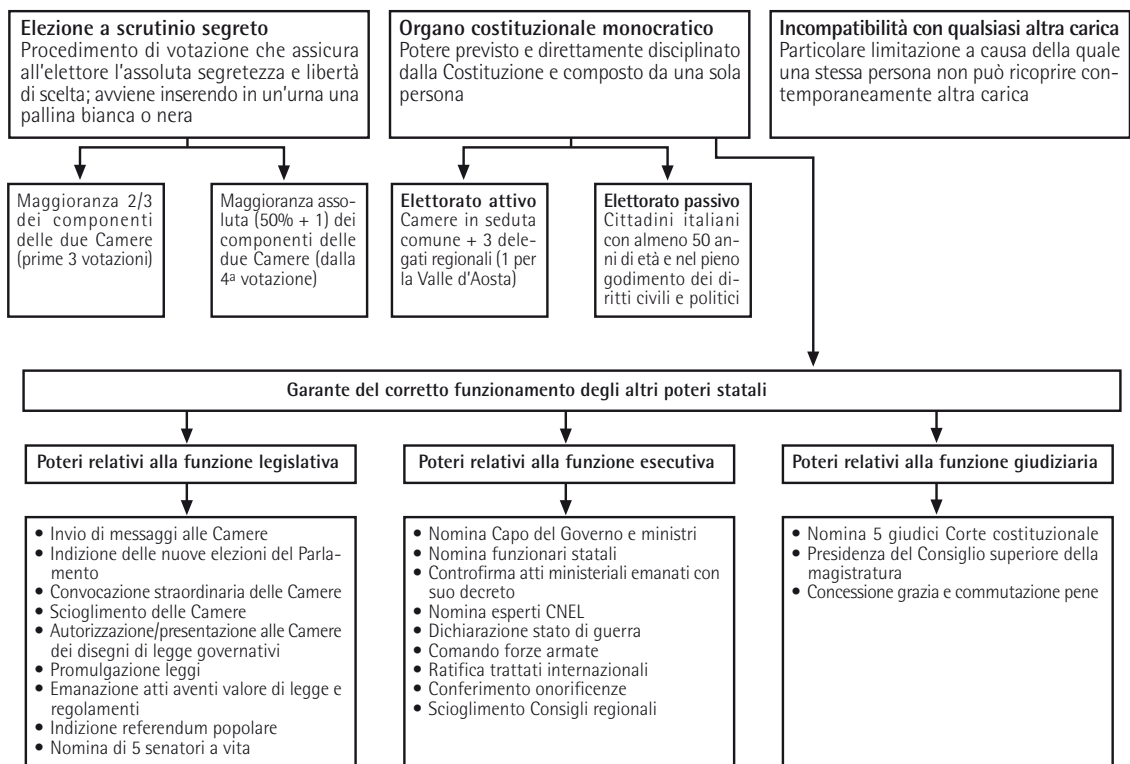 Elezione a scrutinio segreto
Procedimento di votazione che assicura
all'elettore l'assoluta segretezza e libertà
di scelta; avviene inserendo in un'urna una
pallina bianca o nera
Organo costituzionale monocratico
Potere previsto e direttamente disciplinato
dalla Costituzione e composto da una sola
persona
Incompatibilità con qualsiasi altra carica
Particolare limitazione a causa della quale
una stessa persona non può ricoprire con-
temporaneamente altra carica
Maggioranza 2/3
dei componenti
delle due Camere
(prime 3 votazioni)
Maggioranza asso-
luta (50% + 1) dei
componenti delle
due Camere (dalla
4ª votazione)
Elettorato attivo
Camere in seduta
comune + 3 dele-
gati regionali (1 per
la Valle d'Aosta)
Elettorato passivo
Cittadini italiani
con almeno 50 an-
ni di età e nel pieno
godimento dei di-
ritti civili e politici
Garante del corretto funzionamento degli altri poteri statali
Poteri relativi alla funzione legislativa
• Invio di messaggi alle Camere
• Indizione delle nuove elezioni del Parla-
mento
• Convocazione straordinaria delle Camere
• Scioglimento delle Camere
• Autorizzazione/presentazione alle Camere
dei disegni di legge governativi
• Promulgazione leggi
• Emanazione atti aventi valore di legge e
regolamenti
• Indizione referendum popolare
• Nomina di 5 senatori a vita
Poteri relativi alla funzione esecutiva
• Nomina Capo del Governo e ministri
• Nomina funzionari statali
• Controfirma atti ministeriali emanati con
suo decreto
• Nomina esperti CNEL
• Dichiarazione stato di guerra
• Comando forze armate
• Ratifica trattati internazionali
• Conferimento onorificenze
• Scioglimento Consigli regionali
Poteri relativi alla funzione giudiziaria
• Nomina 5 giudici Corte costituzionale
• Presidenza del Consiglio superiore della
magistratura
• Concessione grazia e commutazione pene